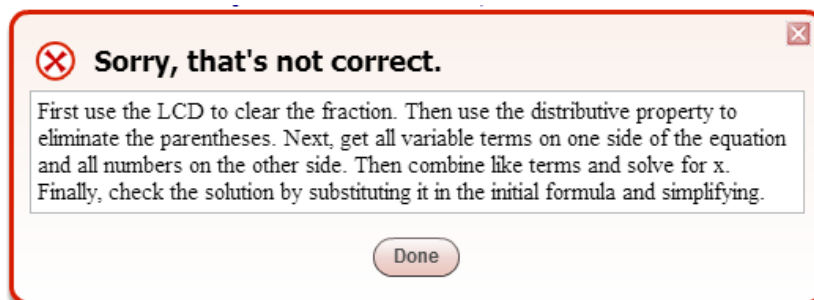 Sorry, that's not correct.
First use the LCD to clear the fraction. Then use the distributive property to
eliminate the parentheses. Next, get all variable terms on one side of the equation
and all numbers on the other side. Then combine like terms and solve for x.
Finally, check the solution by substituting it in the initial formula and simplifying.
Done